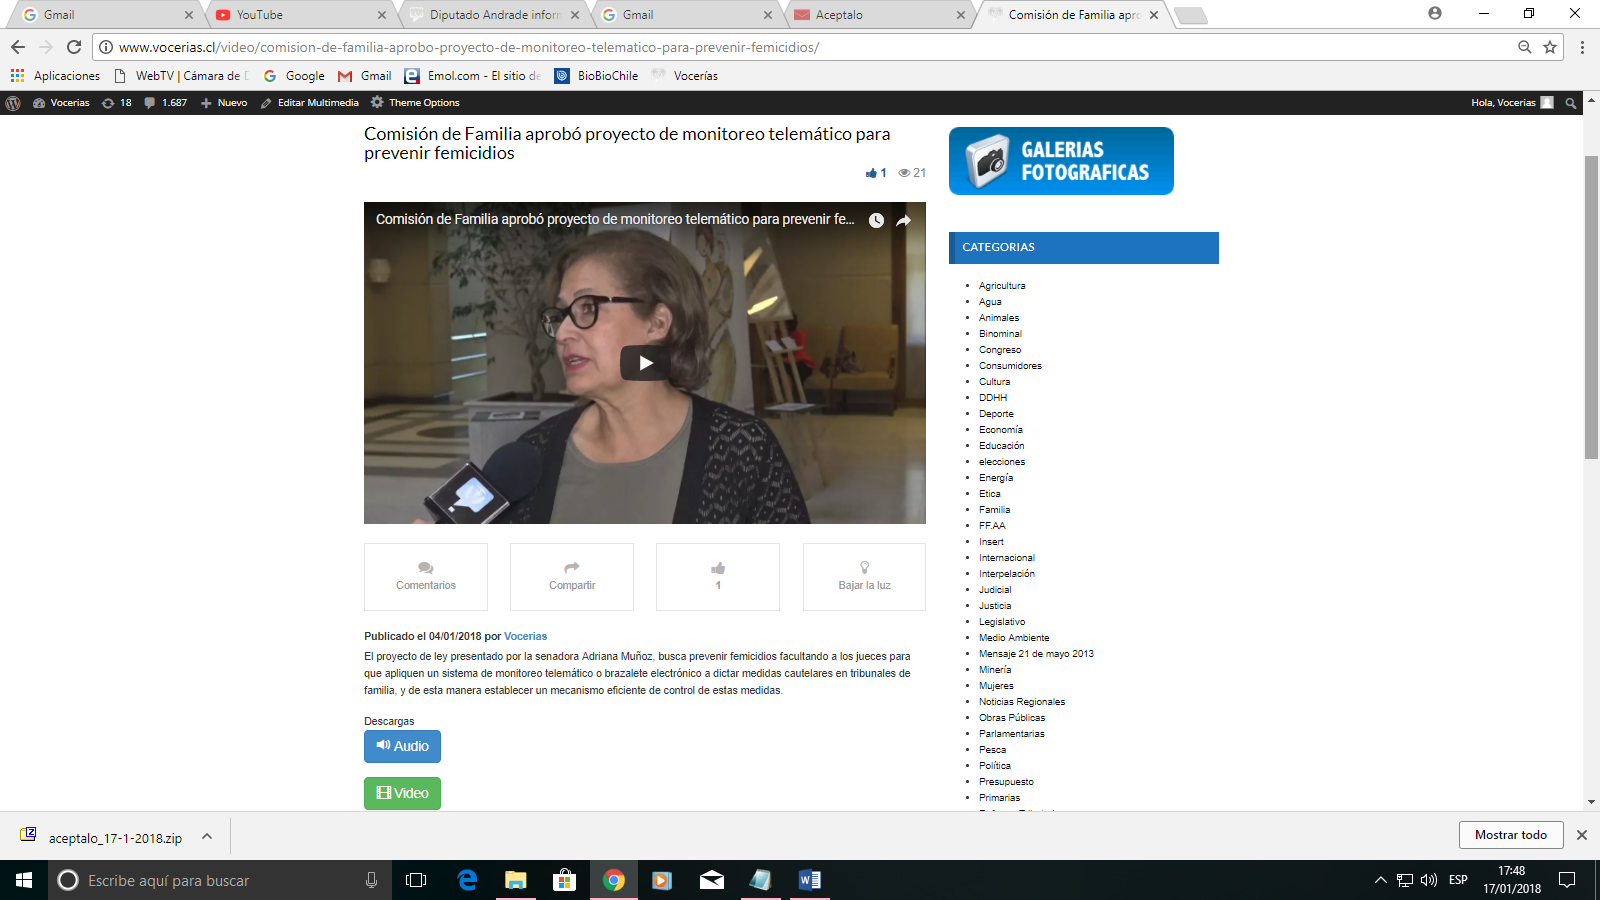 Gmail
YouTube
Diputado Andrade inform
Gmail
Aceptalo
Comisión de Familia apro
www.vocerias.cl/video/comision-de-familia-aprobo-proyecto-de-monitoreo-telematico-para-prevenir-femicidios/
Aplicaciones
WebTV | Cámara de D
Google
Gmail
Emol.com - El sitio de
BioBioChile
Vocerías
Vocerias
18
1.687
Nuevo
Editar Multimedia
Theme Options
Hola, Vocerias
Comisión de Familia aprobó proyecto de monitoreo telemático para
prevenir femicidios
1
21
Comisión de Familia aprobó proyecto de monitoreo telemático para prevenir fe...
Comentarios
Compartir
1
Bajar la luz
Publicado el 04/01/2018 por Vocerias
El proyecto de ley presentado por la senadora Adriana Muñoz, busca prevenir femicidios facultando a los jueces para
que apliquen un sistema de monitoreo telemático o brazalete electrónico a dictar medidas cautelares en tribunales de
familia, y de esta manera establecer un mecanismo eficiente de control de estas medidas.
Descargas
Audio
Video
GALERIAS
FOTOGRAFICAS
CATEGORIAS
Agricultura
Agua
Animales
Binominal
Congreso
Consumidores
Cultura
DDHH
Deporte
Economía
Educación
elecciones
Energía
Etica
Familia
FF.AA
Insert
Internacional
Interpelación
Judicial
Justicia
Legislativo
Medio Ambiente
Mensaje 21 de mayo 2013
Minería
Mujeres
Noticias Regionales
Obras Públicas
Parlamentarias
Pesca
Política
Presupuesto
Primarias
aceptalo_17-1-2018.zip
Mostrar todo
Escribe aquí para buscar
ESP
17:48
17/01/2018